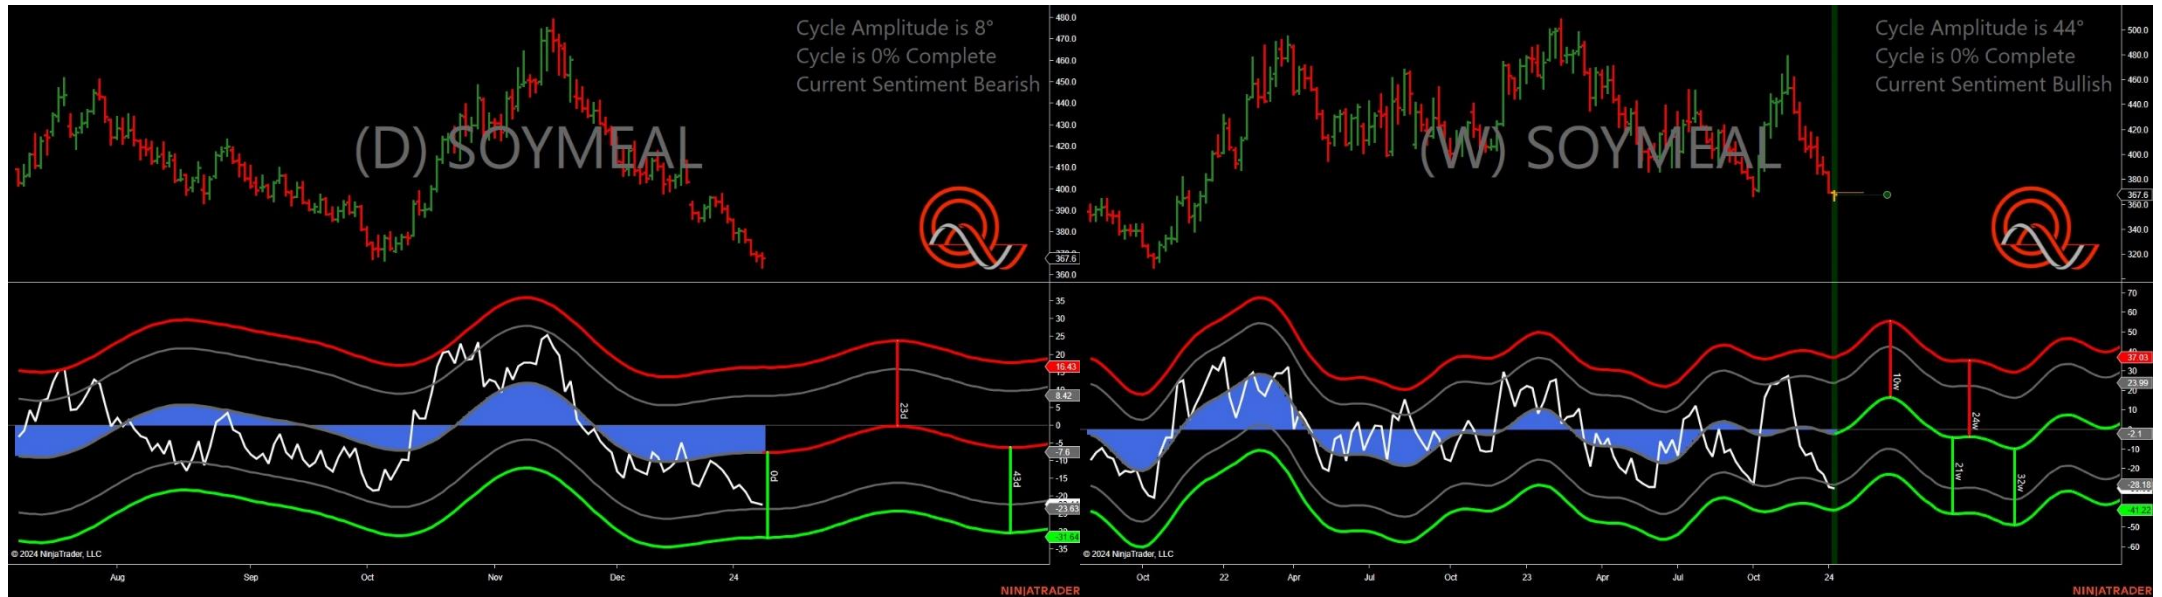 Cycle Amplitude is 8°
Cycle is 0% Complete
Current Sentiment Bearish
(D) SOYMEAL
480.0
470.0
460.0
450.0
440.0
430.0
420.0
410.0
400.0
390.0
380.0
367.6
360.0
35
30
25
20
16.43
8.42
5
0
-5
-7.6
-10
-15
-20
-23.63
-31.64
-35
23d
0d
43d
© 2024 NinjaTrader, LLC
Aug Sep Oct Nov Dec 24
NINJATRADER
Cycle Amplitude is 44°
Cycle is 0% Complete
Current Sentiment Bullish
(W) SOYMEAL
500.0
480.0
460.0
440.0
420.0
400.0
380.0
367.6
360.0
340.0
320.0
70
60
50
37.03
30
23.99
20
10
-2.1
-10
-20
-28.18
-41.22
-50
-60
10w
24w
21w
32w
© 2024 NinjaTrader, LLC
Oct 22 Apr Jul Oct 23 Apr Jul Oct 24
NINJATRADER